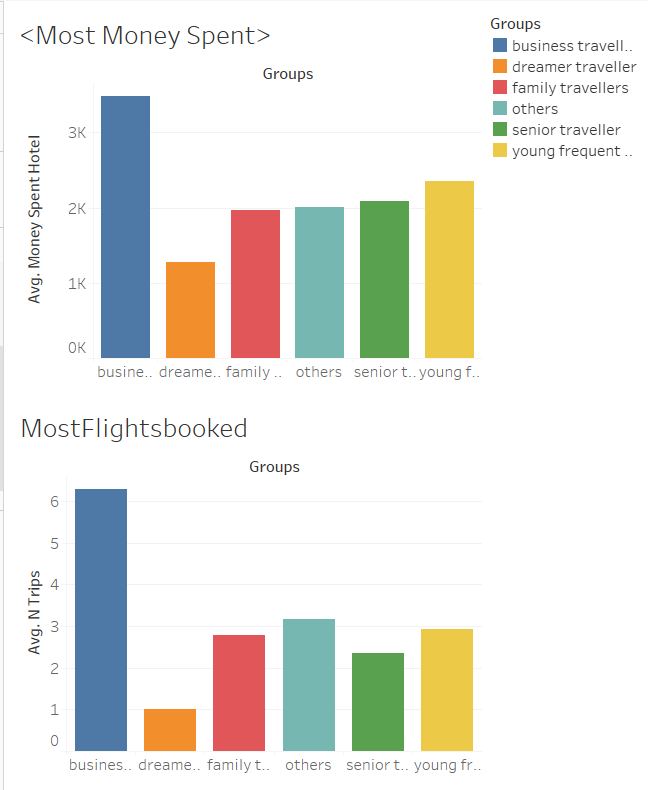 <Most Money Spent>
Groups
Avg. Money Spent Hotel
3K
2K
1K
0K
busine..
dreame..
family ..
others
senior t..
young f..
Groups
business travell..
dreamer traveller
family travellers
others
senior traveller
young frequent ..
MostFlightsbooked
Groups
Avg. N Trips
6
5
4
3
2
1
0
busines..
dreame..
family t..
others
senior t..
young fr..